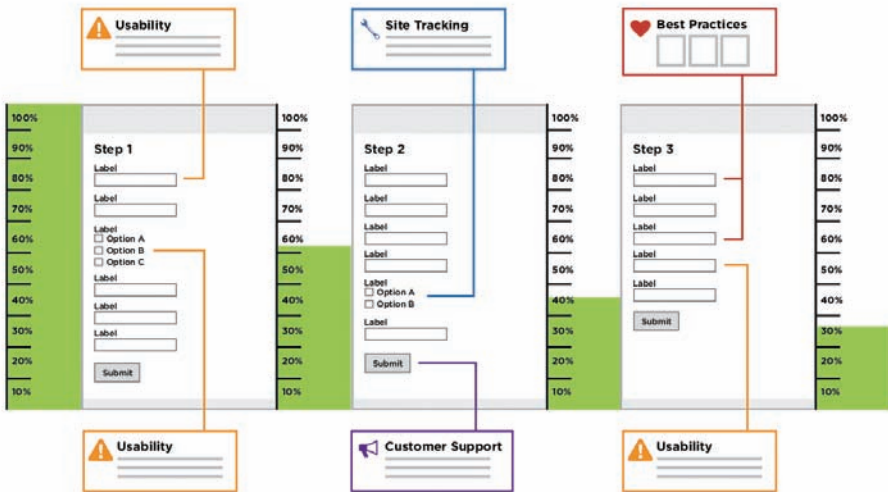 Usability
Site Tracking
Best Practices
100%
90%
80%
70%
60%
50%
40%
30%
20%
10%
Step 1
Label
Label
Label
Option A
Option B
Option C
Label
Label
Label
Submit
100%
90%
80%
70%
60%
50%
40%
30%
20%
10%
Step 2
Label
Label
Label
Label
Label
Option A
Option B
Label
Submit
100%
90%
80%
70%
60%
50%
40%
30%
20%
10%
Step 3
Label
Label
Label
Label
Label
Submit
100%
90%
80%
70%
60%
50%
40%
30%
20%
10%
Usability
Customer Support
Usability